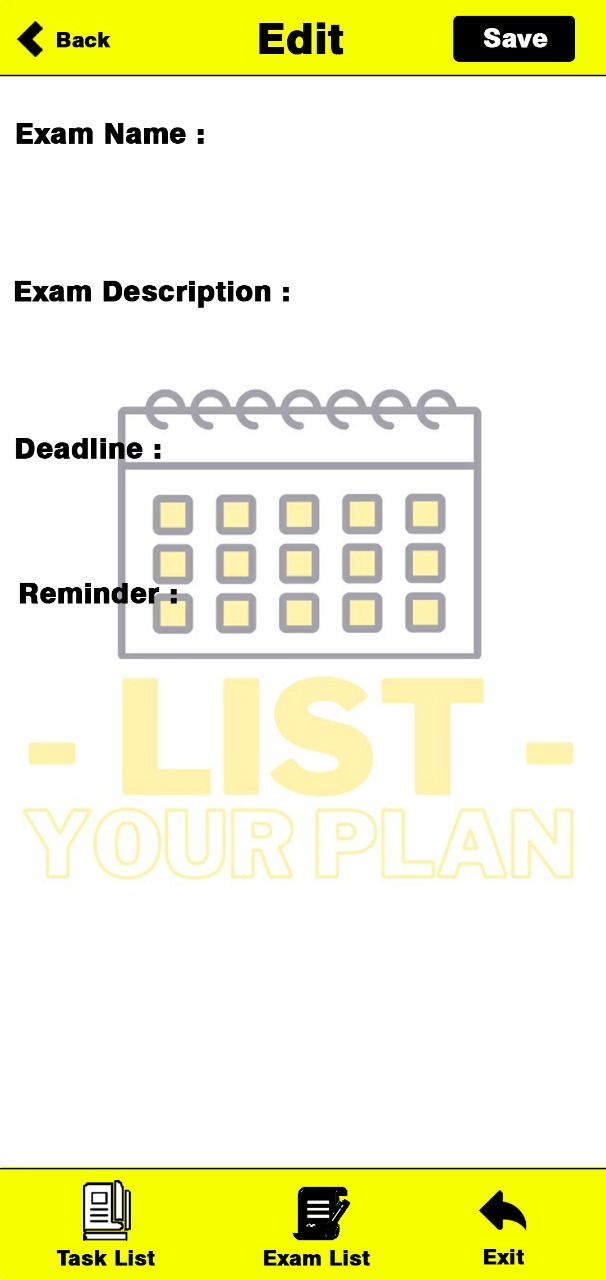 Back Edit Save
Exam Name :
Exam Description :
Deadline :
Reminder :
- LIST -
YOUR PLAN
Task List Exam List Exit